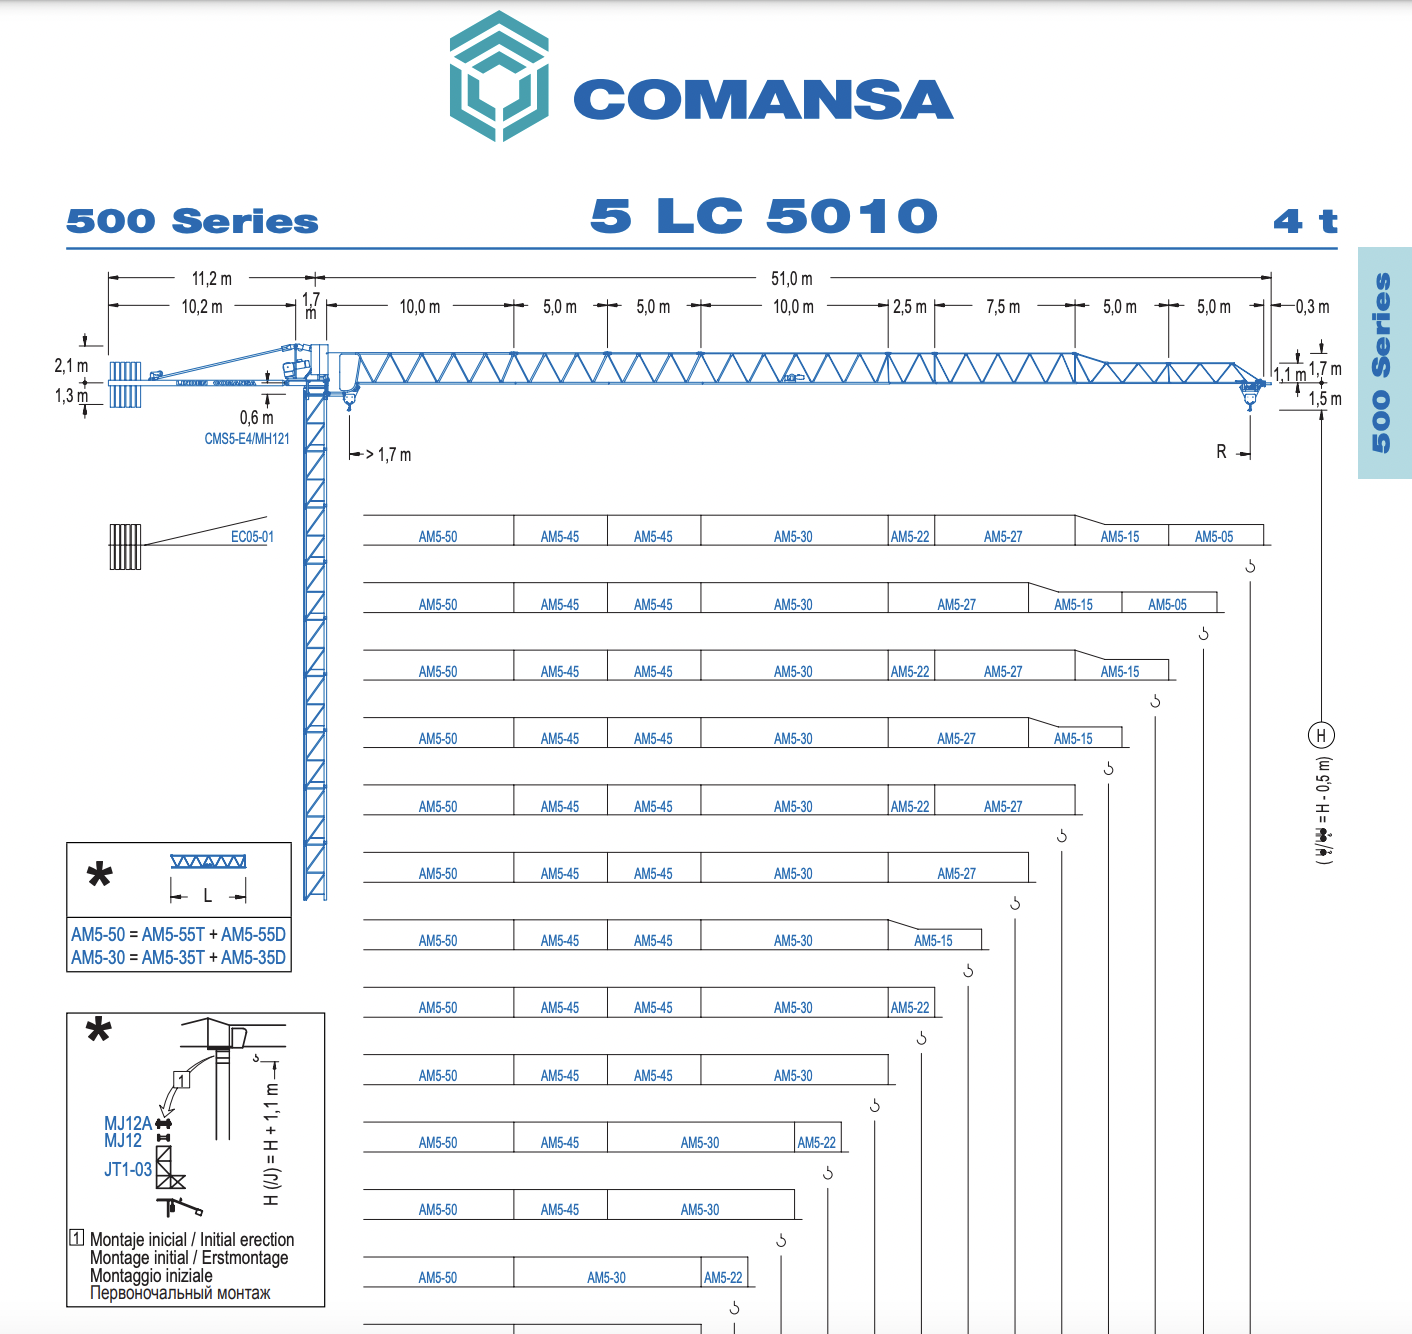 COMANSA
500 Series
5 LC 5010
4 t
500 Series
11,2 m
51,0 m
10,2 m
1,7
m
10,0 m
5,0 m
5,0 m
10,0 m
2,5 m
7,5 m
5,0 m
5,0 m
0,3 m
2,1 m
1,3 m
0,6 m
CMS5-E4/MH121
1,1 m
1,7 m
1,5 m
> 1,7 m
R
EC05-01
AM5-50 AM5-45 AM5-45 AM5-30 AM5-22 AM5-27 AM5-15 AM5-05
AM5-50 AM5-45 AM5-45 AM5-30 AM5-27 AM5-15 AM5-05
AM5-50 AM5-45 AM5-45 AM5-30 AM5-22 AM5-27 AM5-15
AM5-50 AM5-45 AM5-45 AM5-30 AM5-27 AM5-15
AM5-50 AM5-45 AM5-45 AM5-30 AM5-22 AM5-27
AM5-50 AM5-45 AM5-45 AM5-30 AM5-27
AM5-50 AM5-45 AM5-45 AM5-30 AM5-15
AM5-50 AM5-45 AM5-45 AM5-30 AM5-22
AM5-50 AM5-45 AM5-45 AM5-30
AM5-50 AM5-45 AM5-30 AM5-22
AM5-50 AM5-45 AM5-30
AM5-50 AM5-30 AM5-22
H
= H - 0,5 m)
*
L
AM5-50 = AM5-55T + AM5-55D
AM5-30 = AM5-35T + AM5-35D
*
1
MJ12A
MJ12
JT1-03
H (/J) = H + 1,1 m
1 Montaje inicial / Initial erection
Montage initial / Erstmontage
Montaggio iniziale
Первоночальный монтаж